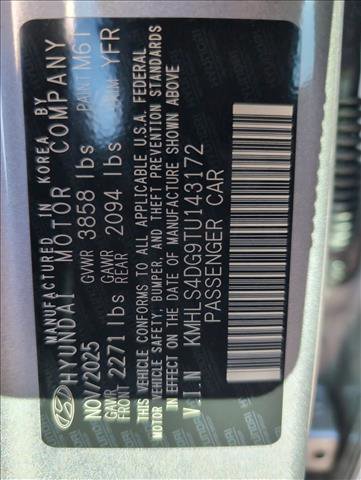 MANUFACTURED IN KOREA BY
HYUNDAI MOTOR COMPANY
NOV/2025 GVWR 3858 lbs PAINT M6T
GAWR FRONT 2271 lbs GAWR REAR 2094 lbs TRIM YFR
THIS VEHICLE CONFORMS TO ALL APPLICABLE U.S.A. FEDERAL
MOTOR VEHICLE SAFETY, BUMPER, AND THEFT PREVENTION STANDARDS
IN EFFECT ON THE DATE OF MANUFACTURE SHOWN ABOVE
V.I.N KMHLS4DG9TU143172
PASSENGER CAR